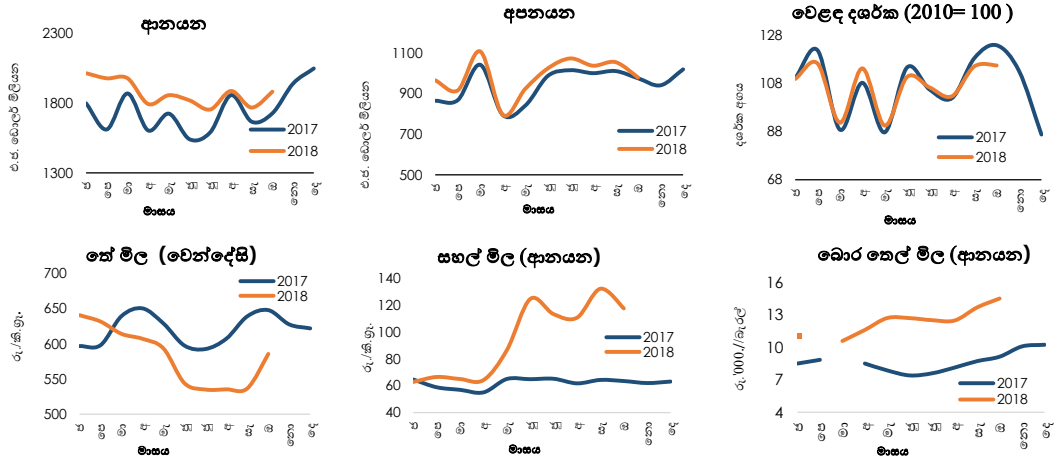 ආනයන
2300
1800
1300
එ.ජ. ඩොලර් මිලියන
2017
2018
ජ පෙ මා අ මැ ජූ ජූ අ සැ ඔ නො දෙ
මාසය
අපනයන
1100
900
700
500
එ.ජ. ඩොලර් මිලියන
2017
2018
ජ පෙ මා අ මැ ජූ ජූ අ සැ ඔ නො දෙ
මාසය
වෙළඳ දර්ශක (2010= 100 )
128
108
88
68
දර්ශක අගය
2017
2018
ජ පෙ මා අ මැ ජූ ජූ අ සැ ඔ නො දෙ
මාසය
තේ මිල (වෙන්දේසි)
700
650
600
550
500
රු./කි.ග්‍රෑ.
2017
2018
ජ පෙ මා අ මැ ජූ ජූ අ සැ ඔ නො දෙ
මාසය
සහල් මිල (ආනයන)
140
120
100
80
60
40
රු./කි.ග්‍රෑ.
2017
2018
ජ පෙ මා අ මැ ජූ ජූ අ සැ ඔ නො දෙ
මාසය
බොර තෙල් මිල (ආනයන)
16
13
10
7
4
රු.'000/බැරල්
2017
2018
ජ පෙ මා අ මැ ජූ ජූ අ සැ ඔ නො දෙ
මාසය